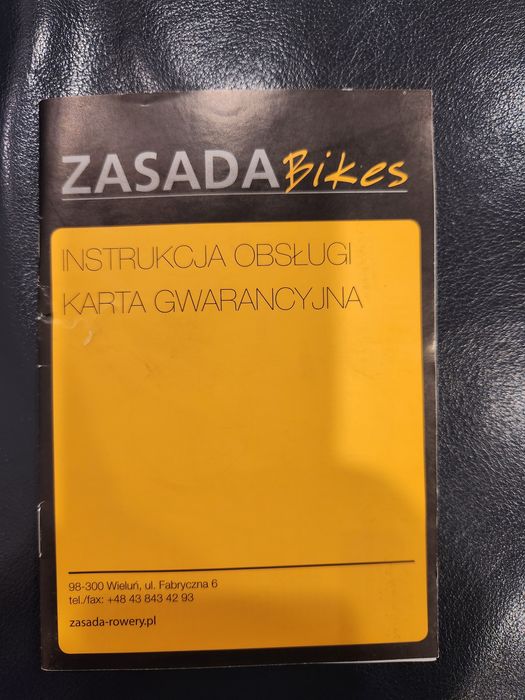 ZASADA Bikes
INSTRUKCJA OBSŁUGI
KARTA GWARANCYJNA
98-300 Wieluń, ul. Fabryczna 6
tel./fax: +48 43 843 42 93
zasada-rowery.pl